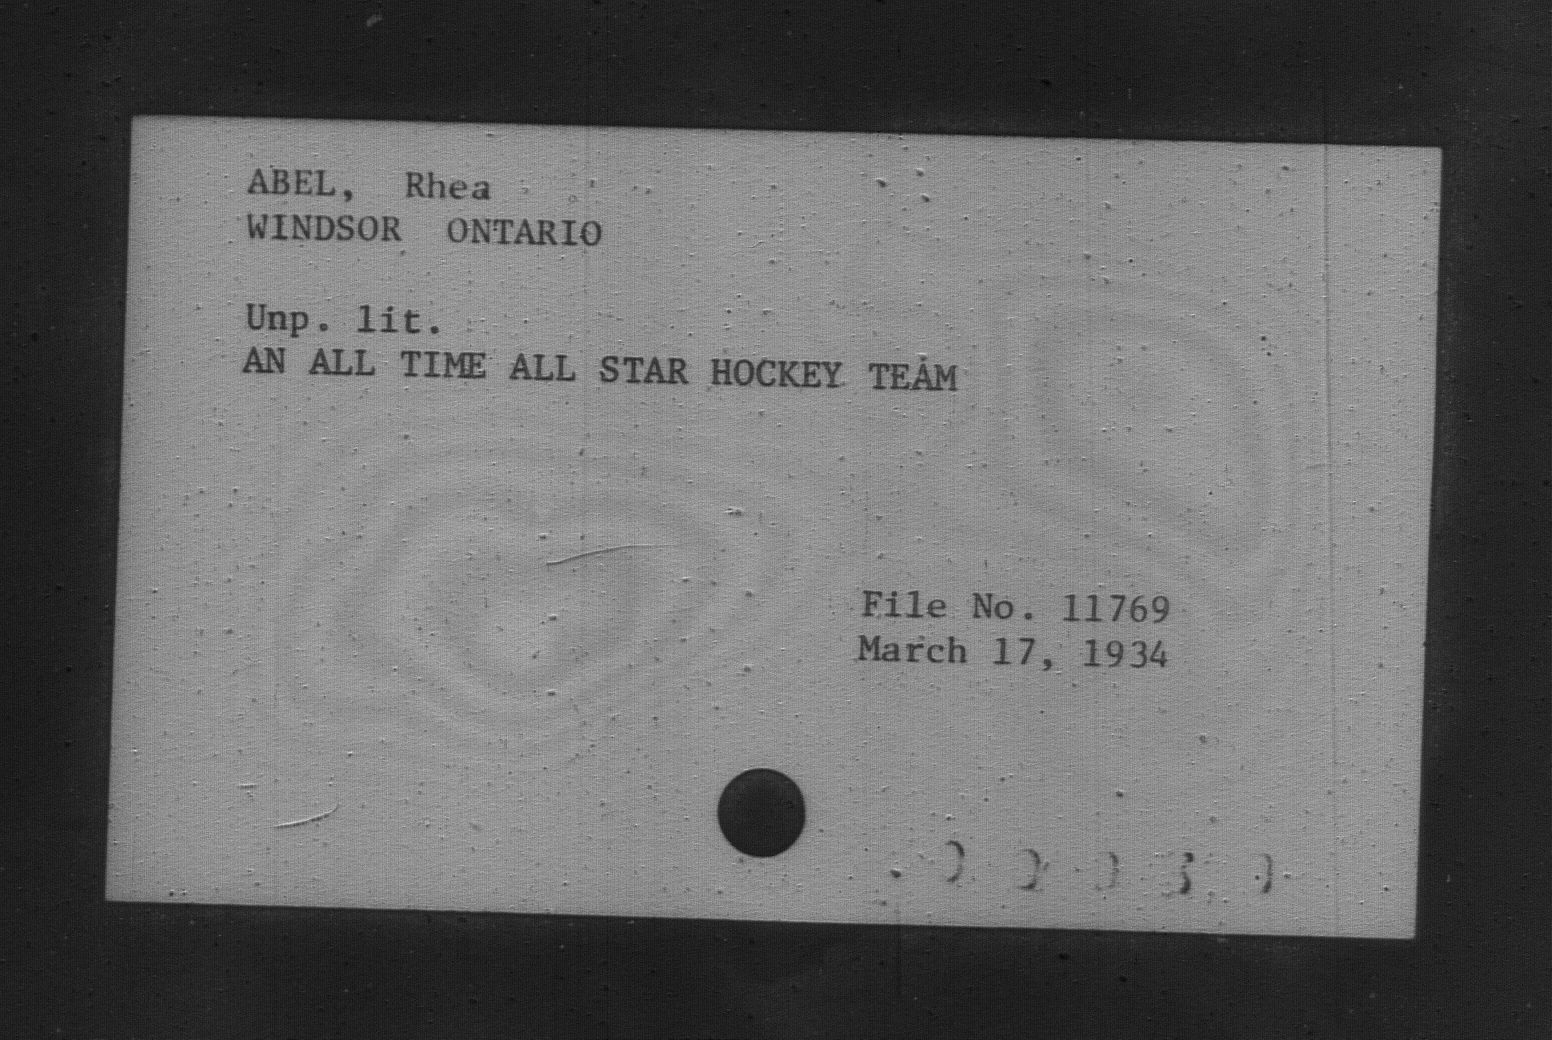 ABEL, Rhea
WINDSOR ONTARIO
Unp. lit.
AN ALL TIME ALL STAR HOCKEY TEAM
File No. 11769
March 17, 1934